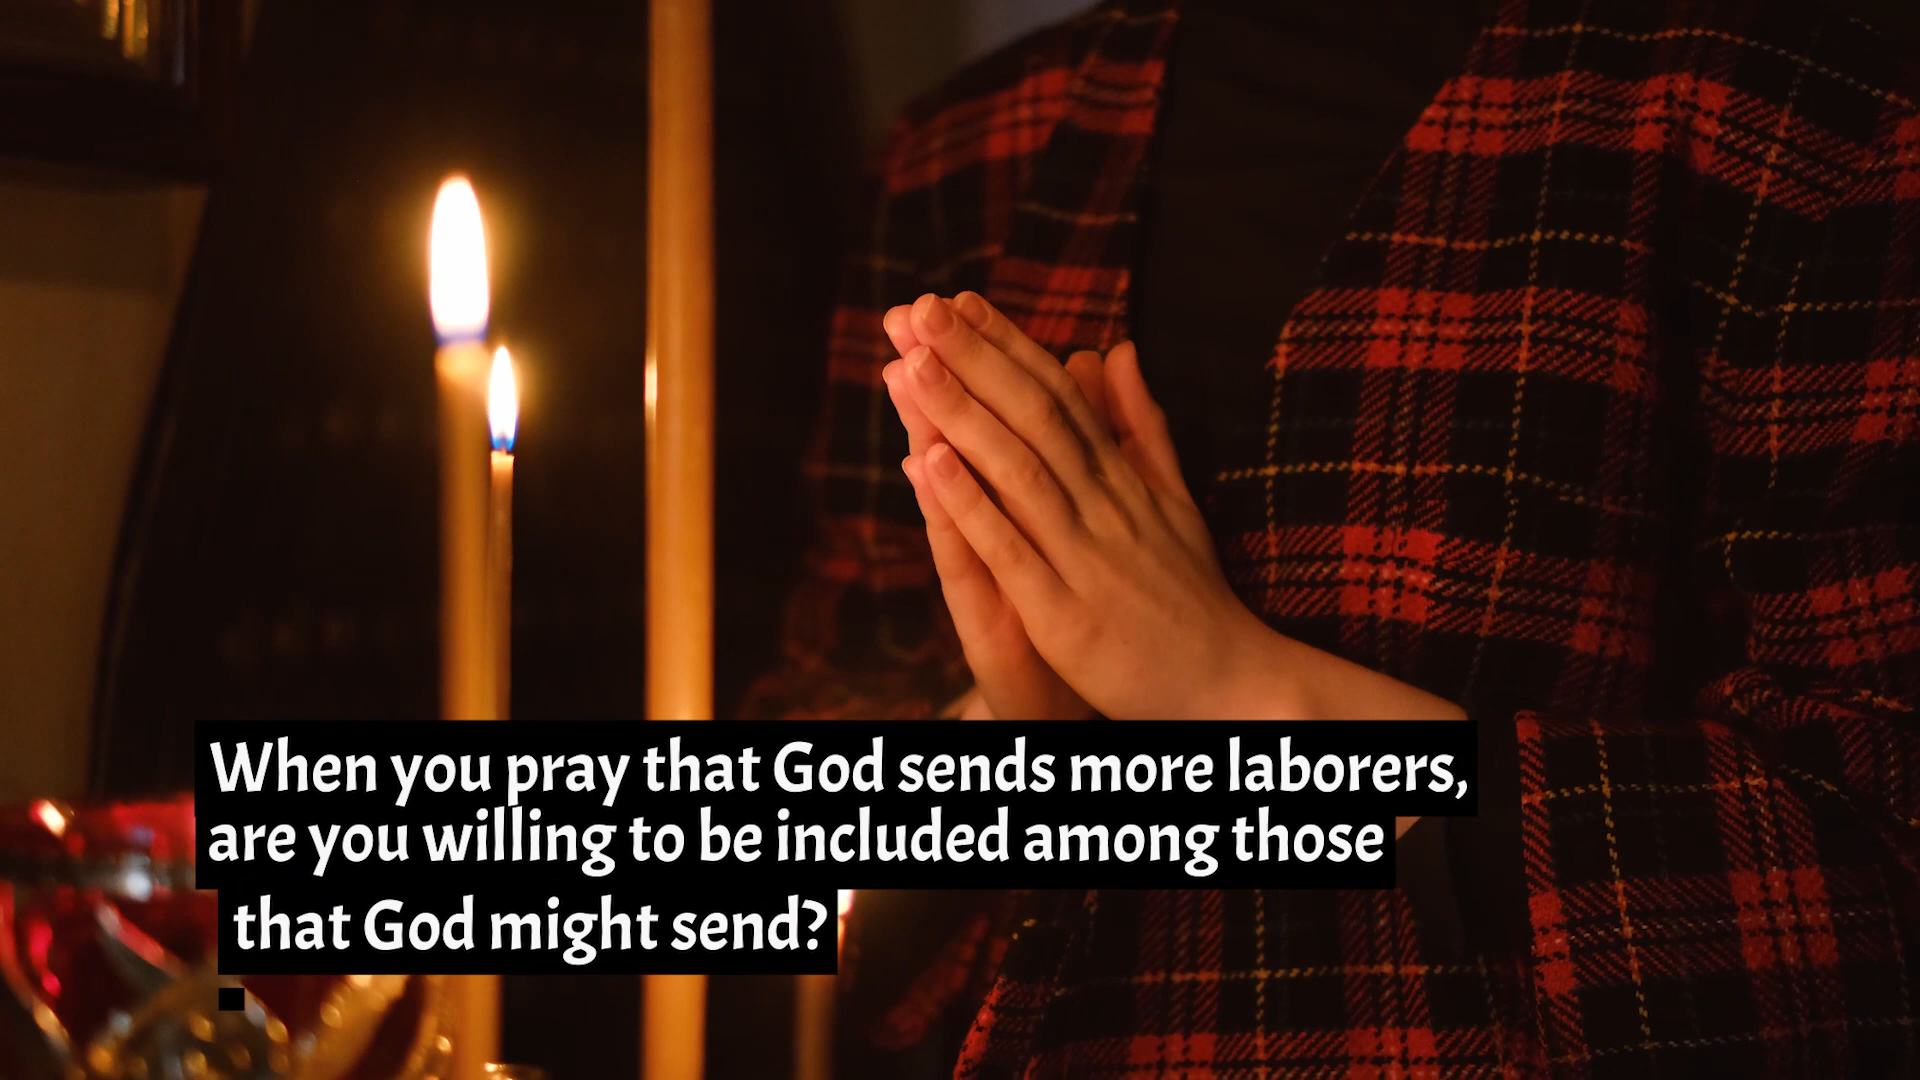 When you pray that God sends more laborers,
are you willing to be included among those
that God might send?